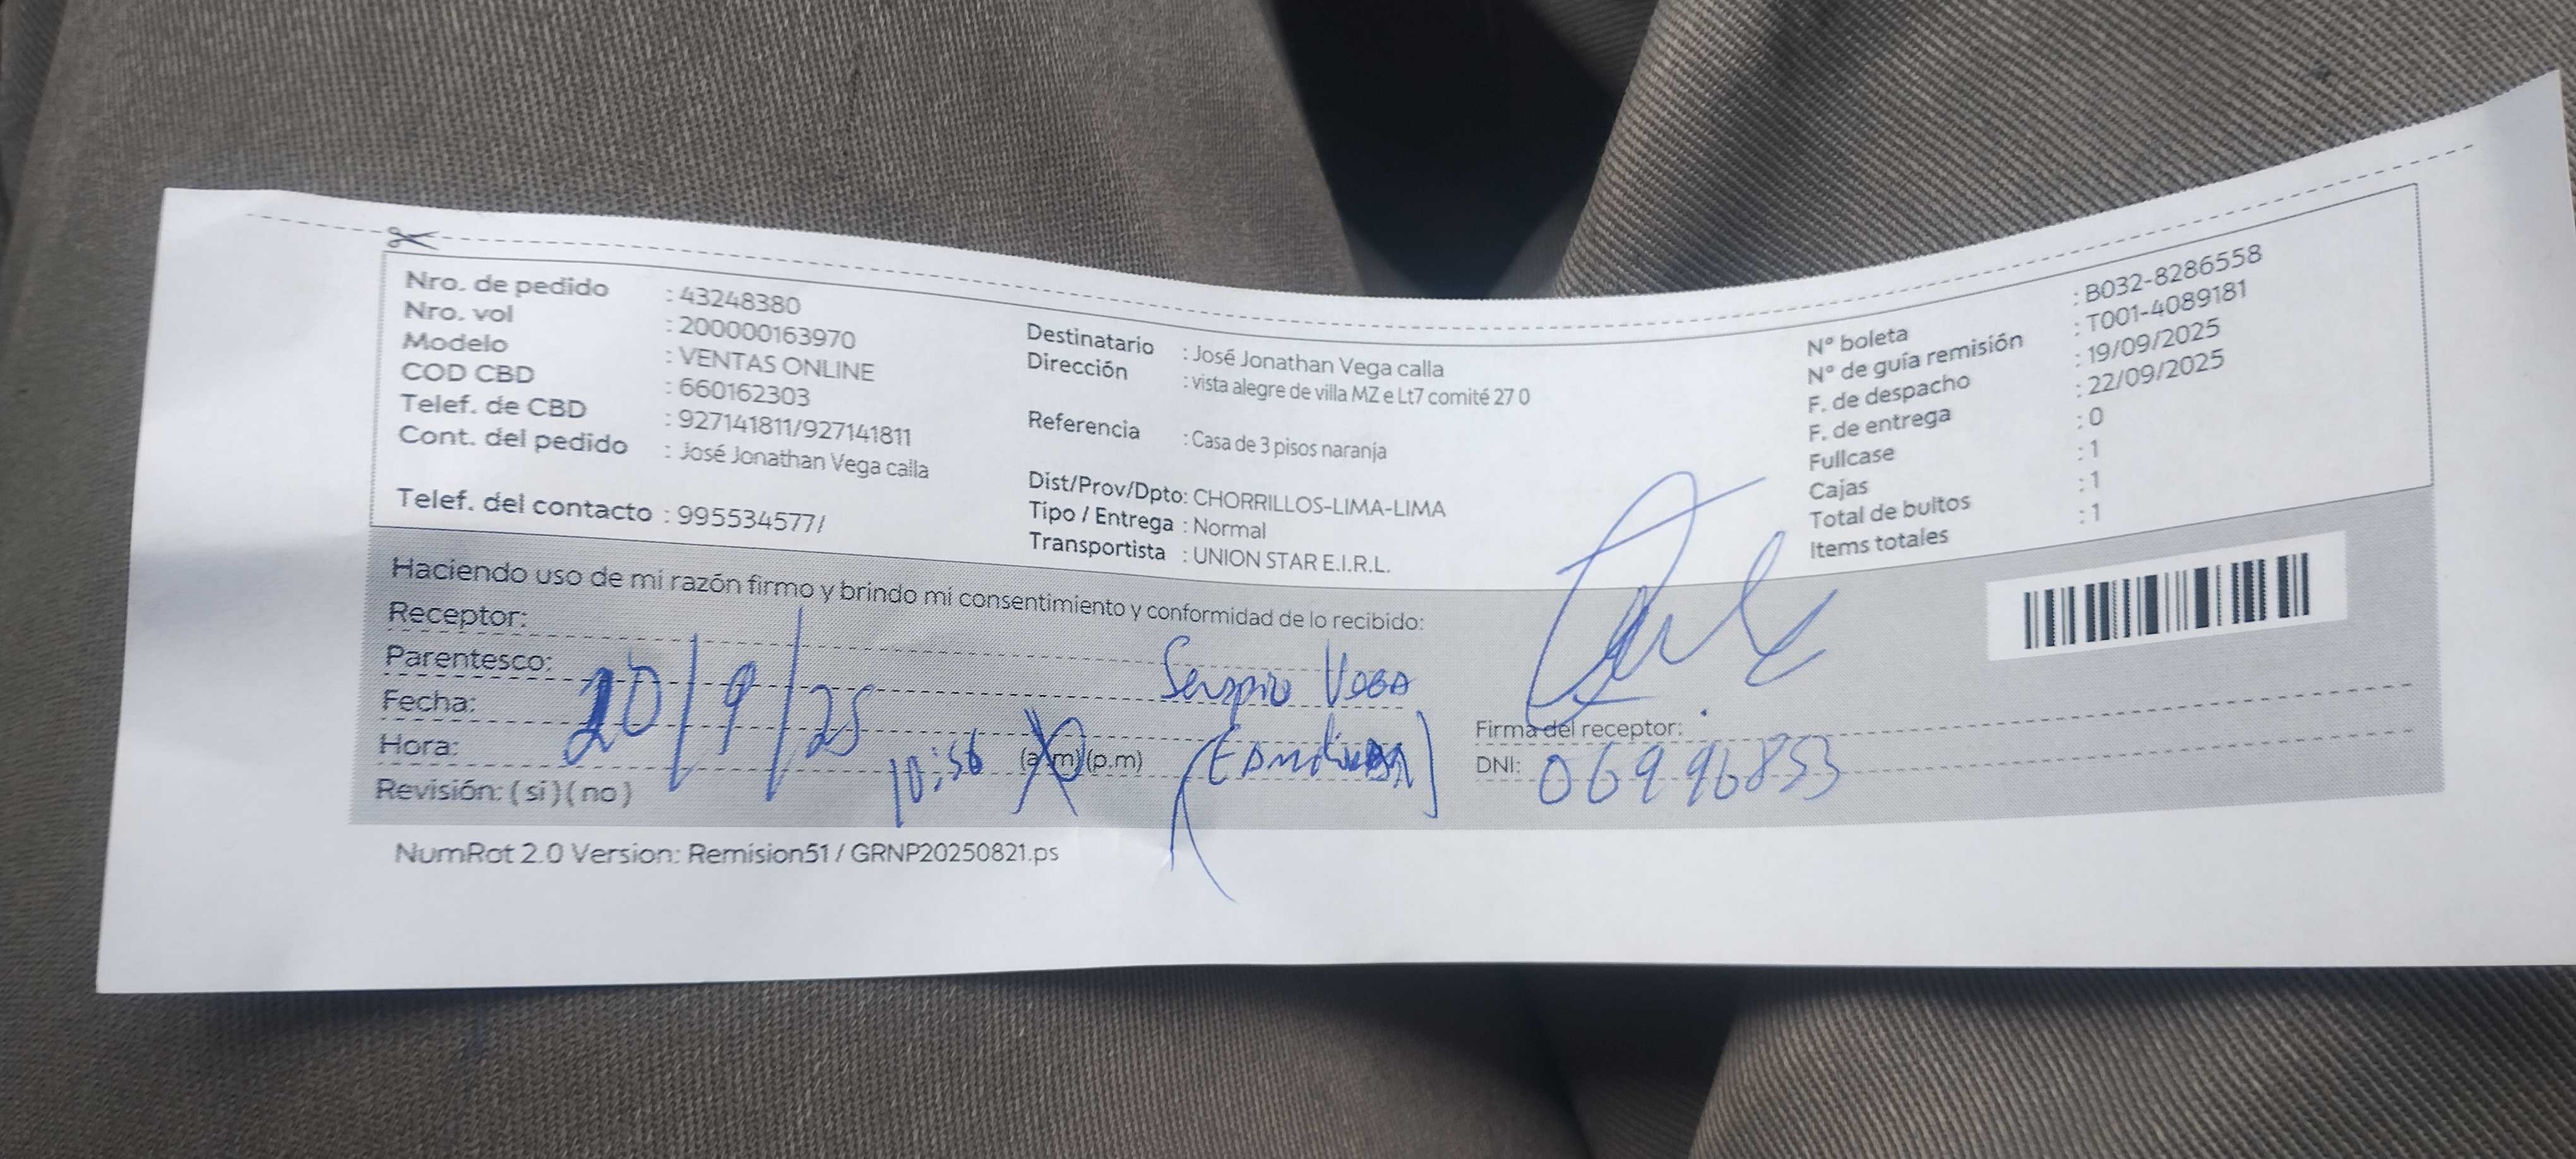 Nro. de pedido : 43248380
Nro. vol : 200000163970
Modelo : VENTAS ONLINE
COD CBD : 660162303
Telef. de CBD : 927141811/927141811
Cont. del pedido : José Jonathan Vega calla
Telef. del contacto : 995534577/
Destinatario : José Jonathan Vega calla
Dirección : vista alegre de villa MZ e Lt7 comité 27 0
Referencia : Casa de 3 pisos naranja
Dist/Prov/Dpto: CHORRILLOS-LIMA-LIMA
Tipo / Entrega : Normal
Transportista : UNION STAR E.I.R.L.
Nº boleta : B032-8286558
Nº de guía remisión : T001-4089181
F. de despacho : 19/09/2025
F. de entrega : 22/09/2025
Fullcase : 0
Cajas : 1
Total de bultos : 1
Items totales : 1
Haciendo uso de mi razón firmo y brindo mi consentimiento y conformidad de lo recibido:
Receptor:
Parentesco: Vega
Fecha: 20/9/25
Hora: 10:56 (a.m)(p.m)
Revisión: ( si ) ( no )
Firma del receptor:
DNI: 06996853
NumRot 2.0 Version: Remision51 / GRNP20250821.ps